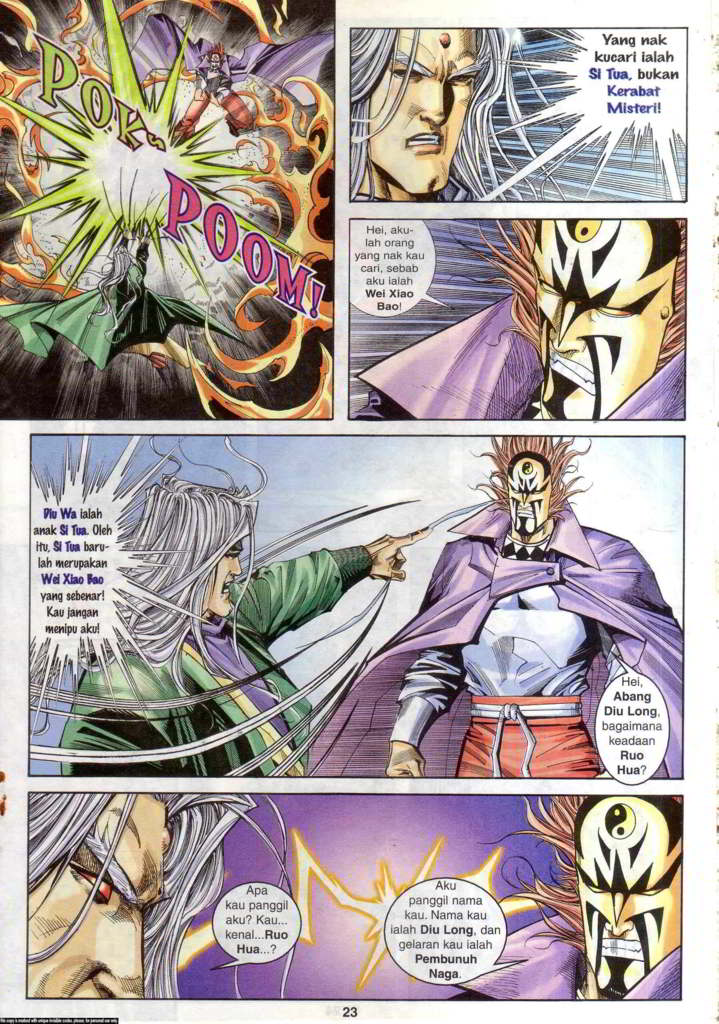 POK~
POOM!
Yang nak
kucari ialah
Si Tua, bukan
Kerabat
Misteri!
Hei, aku-
lah orang
yang nak kau
cari, sebab
aku ialah
Wei Xiao
Bao!
Diu Wa ialah
anak Si Tua. Oleh
itu, Si Tua baru-
lah merupakan
Wei Xiao Bao
yang sebenar!
Kau jangan
menipu aku!
Hei,
Abang
Diu Long,
bagaimana
keadaan
Ruo
Hua?
Apa
kau panggil
aku? Kau...
kenal...Ruo
Hua...?
Aku
panggil nama
kau. Nama kau
ialah Diu Long, dan
gelaran kau ialah
Pembunuh
Naga.
23